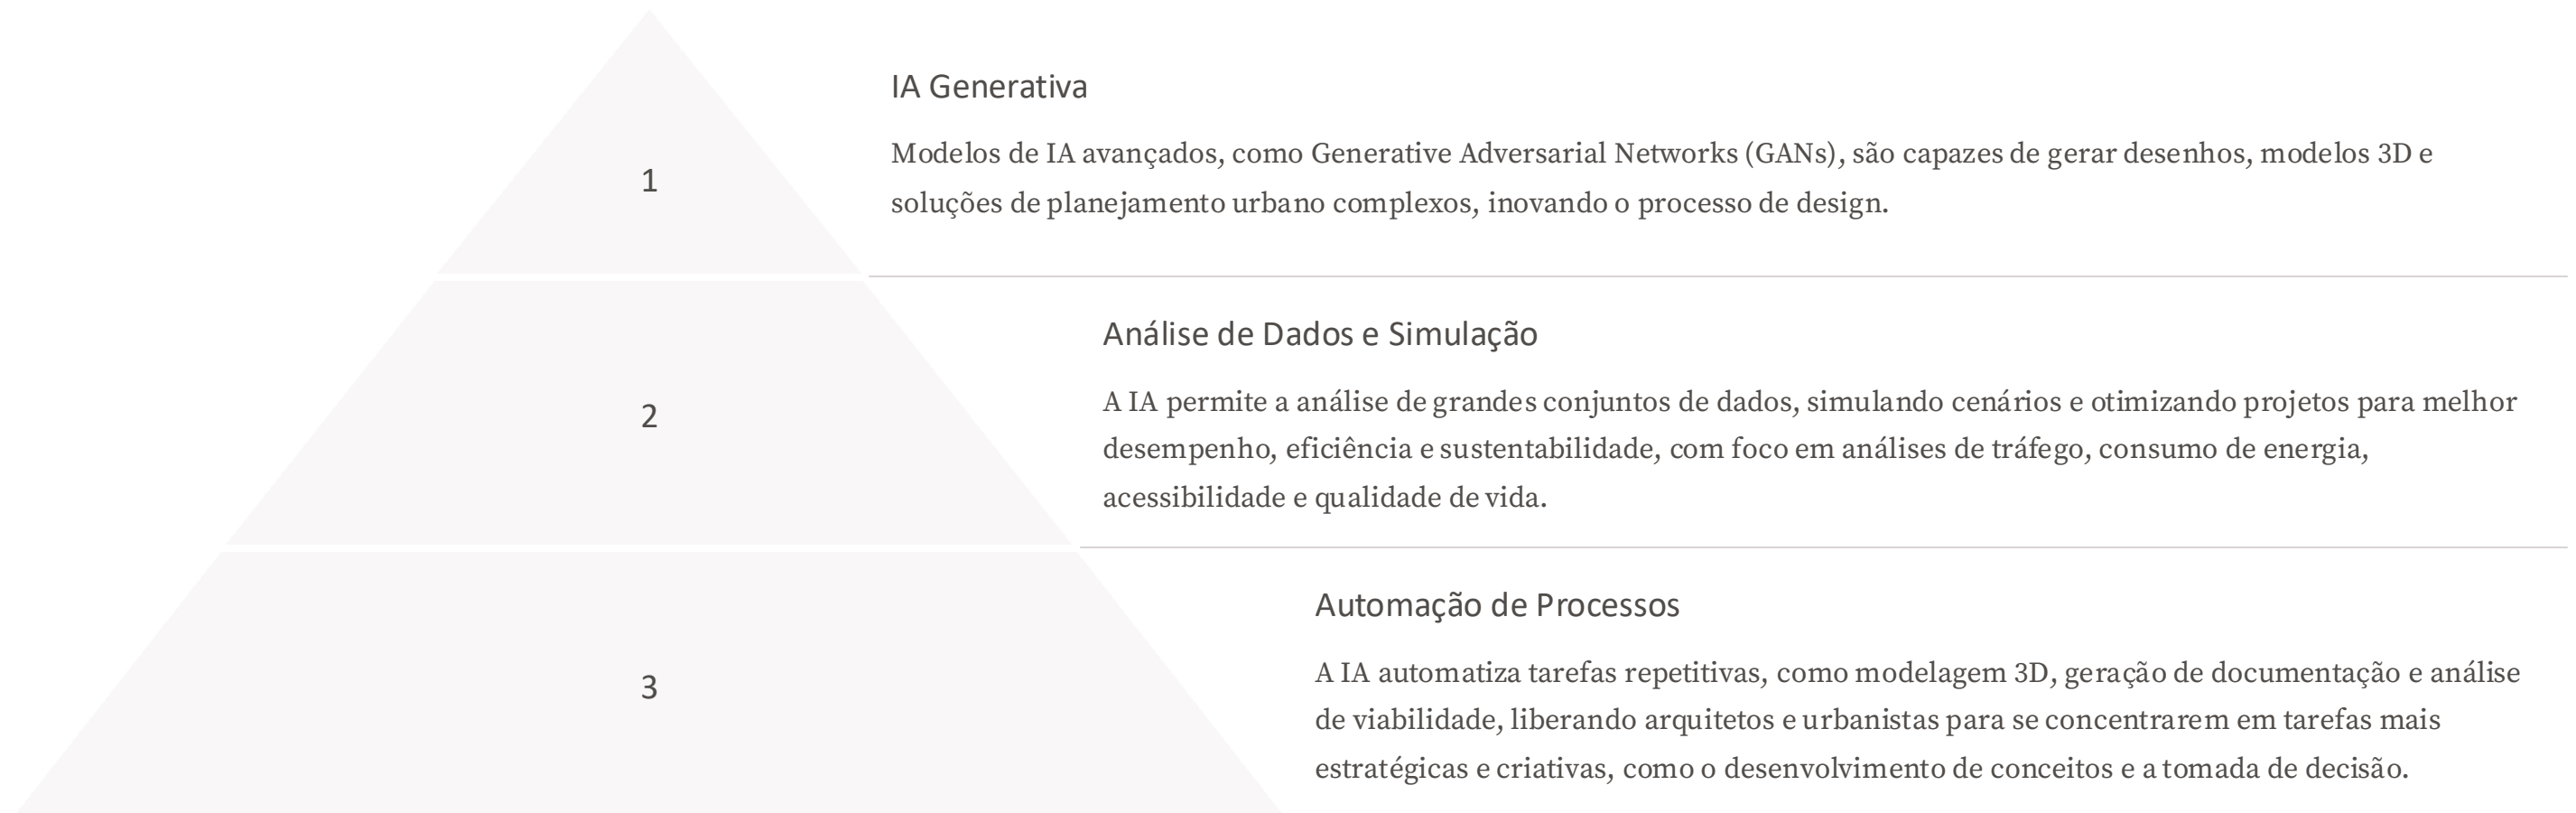 IA Generativa
Modelos de IA avançados, como Generative Adversarial Networks (GANs), são capazes de gerar desenhos, modelos 3D e
soluções de planejamento urbano complexos, inovando o processo de design.
1
Análise de Dados e Simulação
A IA permite a análise de grandes conjuntos de dados, simulando cenários e otimizando projetos para melhor
desempenho, eficiência e sustentabilidade, com foco em análises de tráfego, consumo de energia,
acessibilidade e qualidade de vida.
2
Automação de Processos
A IA automatiza tarefas repetitivas, como modelagem 3D, geração de documentação e análise
de viabilidade, liberando arquitetos e urbanistas para se concentrarem em tarefas mais
estratégicas e criativas, como o desenvolvimento de conceitos e a tomada de decisão.
3